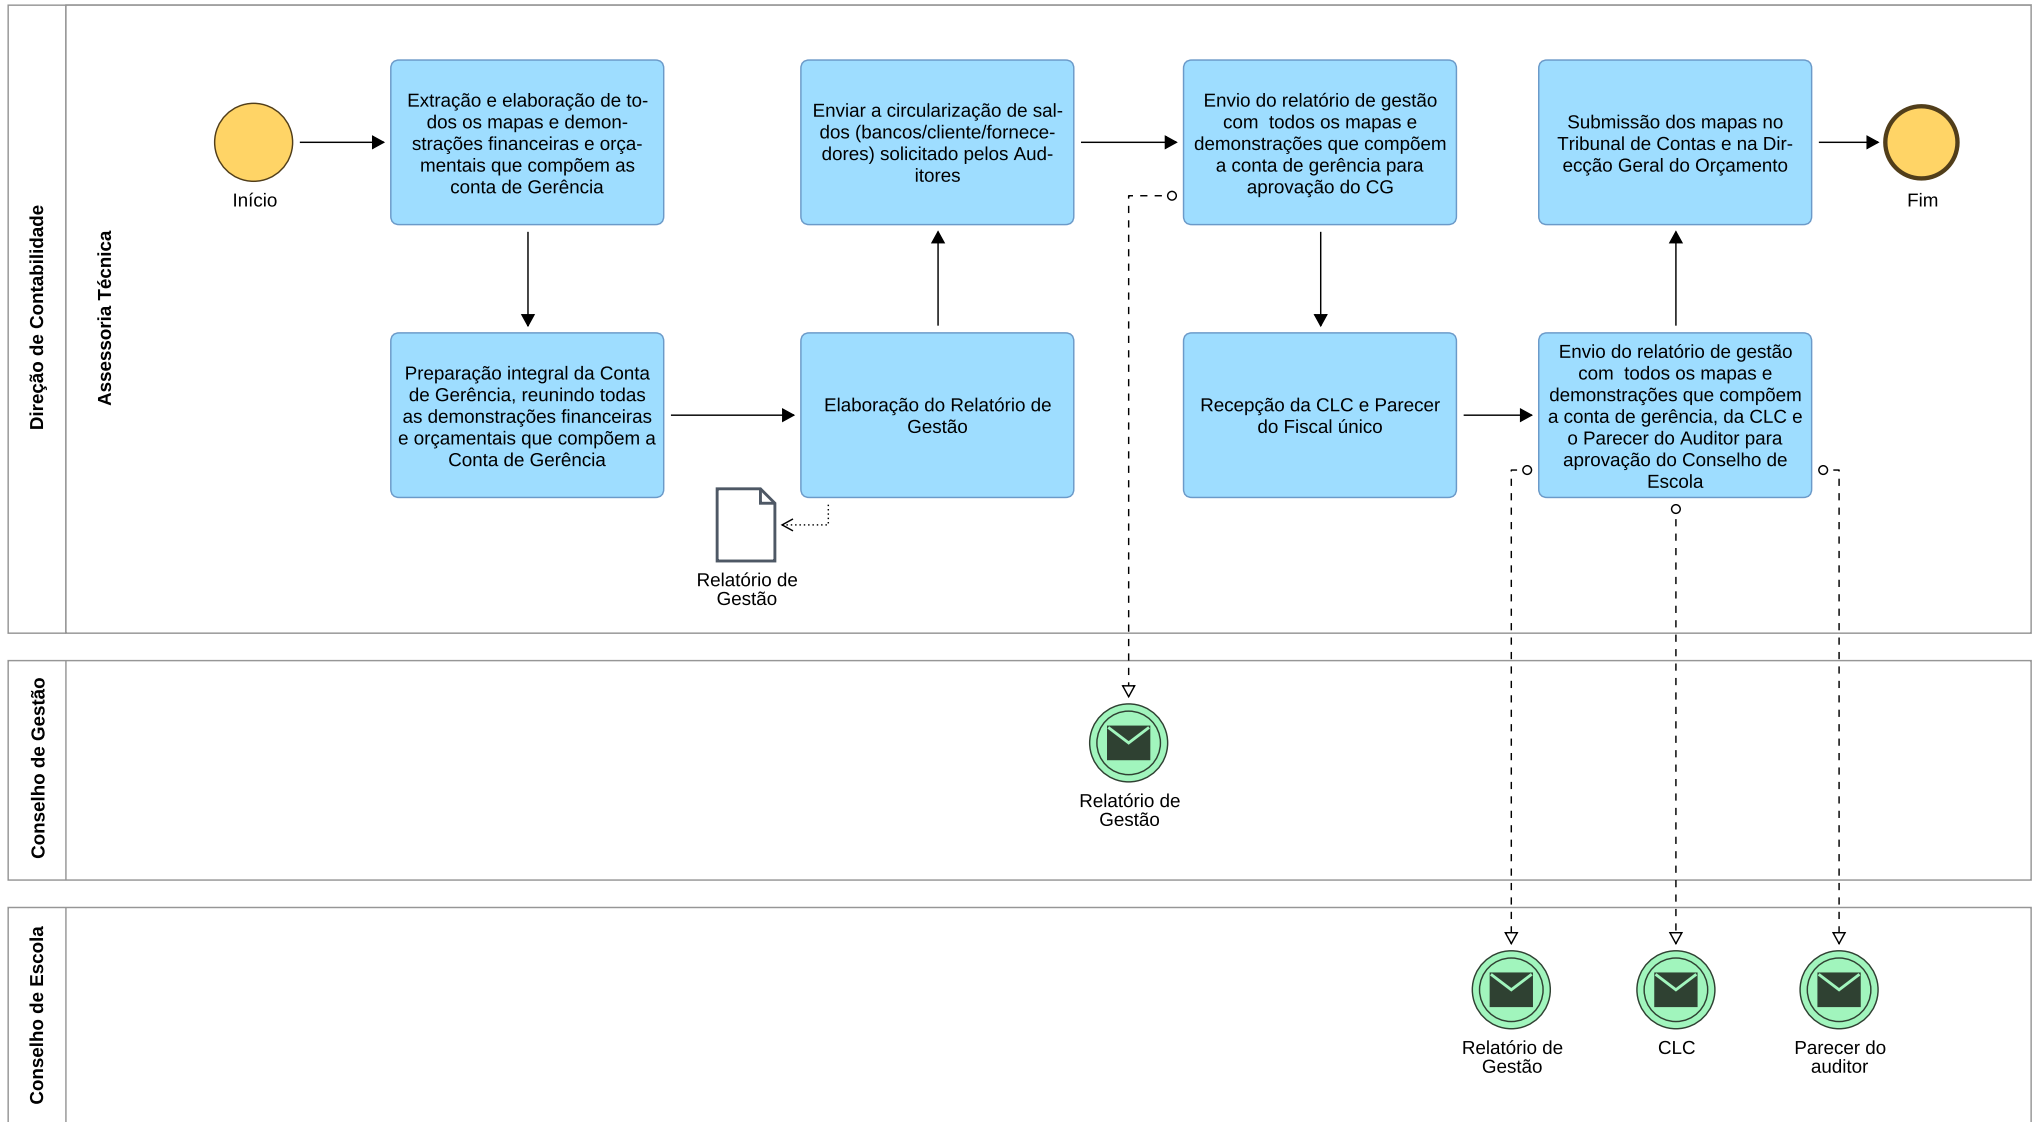 Direção de Contabilidade
Assessoria Técnica
Início
Extração e elaboração de to-
dos os mapas e demon-
strações financeiras e orça-
mentais que compõem as
conta de Gerência
Enviar a circularização de sal-
dos (bancos/cliente/fornece-
dores) solicitado pelos Aud-
itores
Envio do relatório de gestão
com  todos os mapas e
demonstrações que compõem
a conta de gerência para
aprovação do CG
Submissão dos mapas no
Tribunal de Contas e na Dir-
ecção Geral do Orçamento
Fim
Preparação integral da Conta
de Gerência, reunindo todas
as demonstrações financeiras
e orçamentais que compõem a
Conta de Gerência
Elaboração do Relatório de
Gestão
Recepção da CLC e Parecer
do Fiscal único
Envio do relatório de gestão
com  todos os mapas e
demonstrações que compõem
a conta de gerência, da CLC e
o Parecer do Auditor para
aprovação do Conselho de
Escola
Relatório de
Gestão
Conselho de Gestão
Relatório de
Gestão
Conselho de Escola
Relatório de
Gestão
CLC
Parecer do
auditor